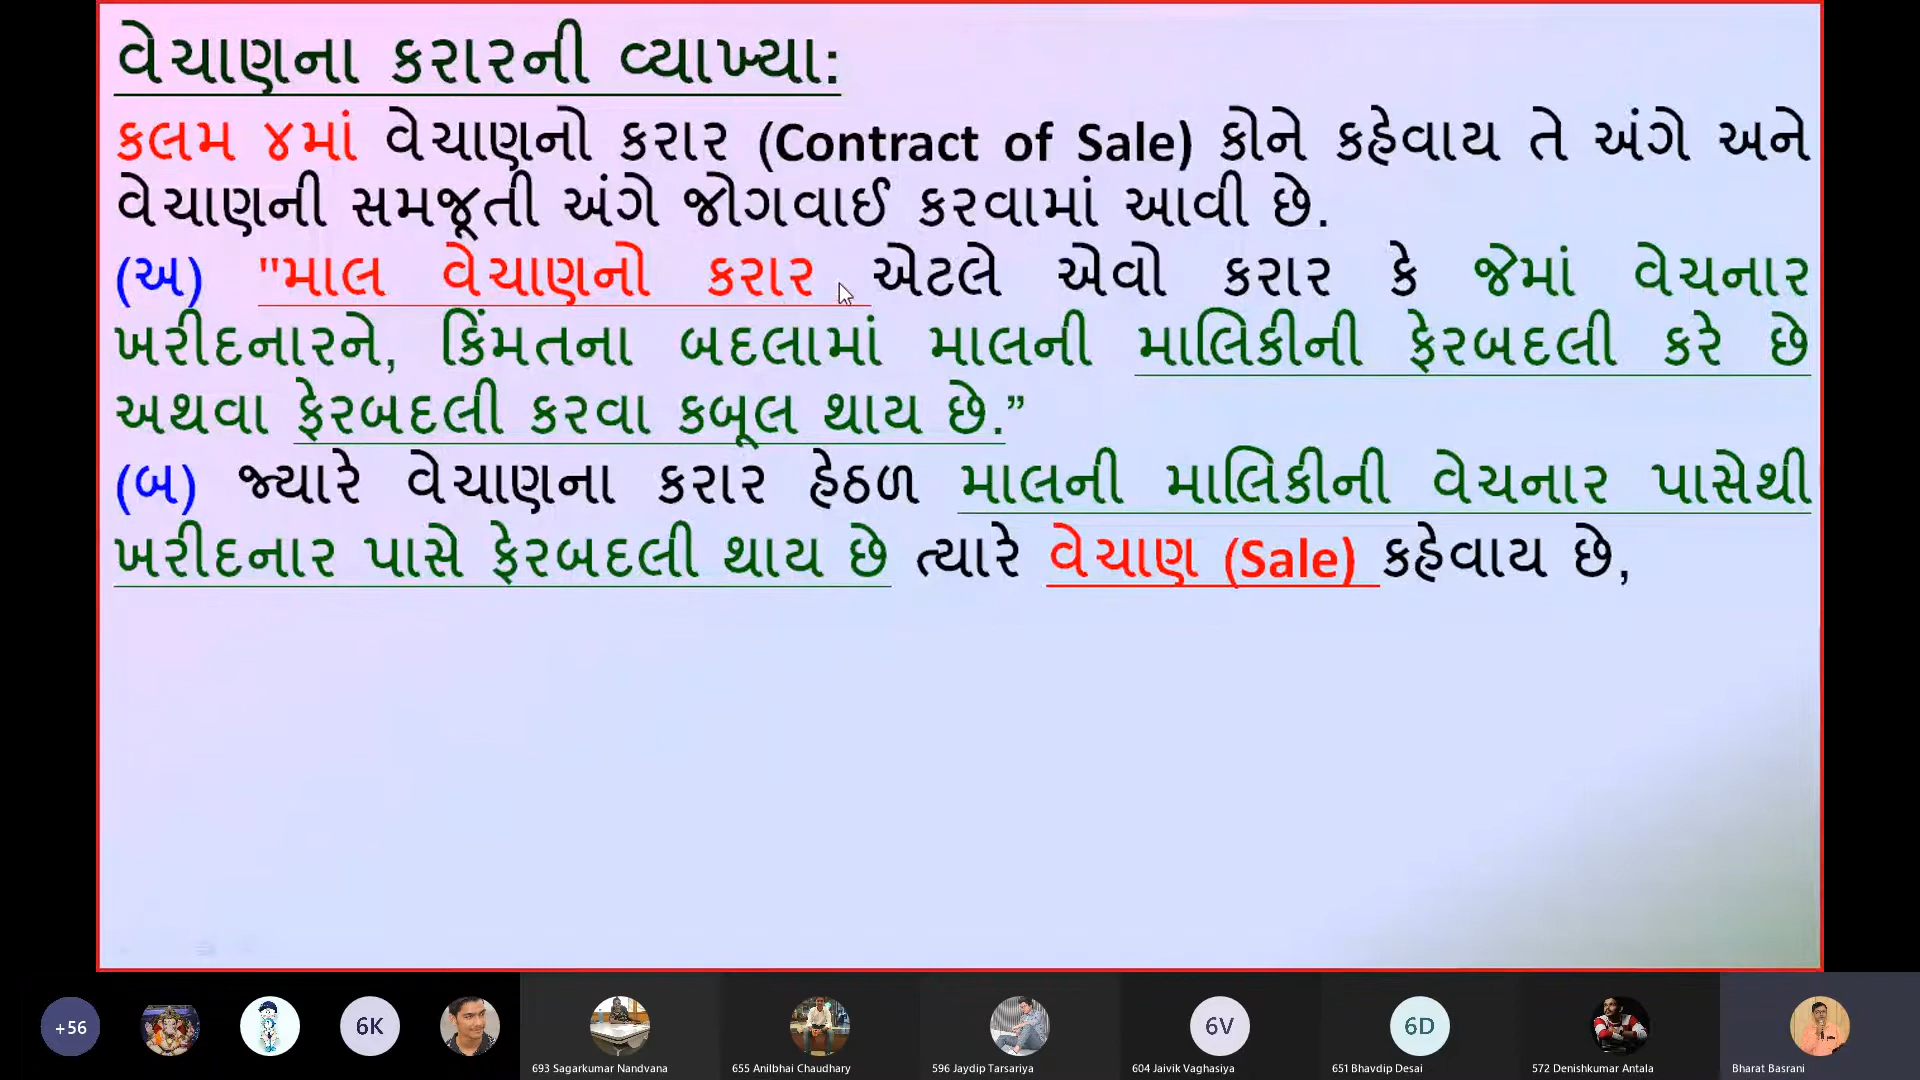 વેચાણના કરારની વ્યાખ્યા:
કલમ ૪માં વેચાણનો કરાર (Contract of Sale) કોને કહેવાય તે અંગે અને
વેચાણની સમજૂતી અંગે જોગવાઈ કરવામાં આવી છે.
(અ) "માલ વેચાણનો કરાર એટલે એવો કરાર કે જેમાં વેચનાર
ખરીદનારને, કિંમતના બદલામાં માલની માલિકીની ફેરબદલી કરે છે
અથવા ફેરબદલી કરવા કબૂલ થાય છે.”
(બ) જ્યારે વેચાણના કરાર હેઠળ માલની માલિકીની વેચનાર પાસેથી
ખરીદનાર પાસે ફેરબદલી થાય છે ત્યારે વેચાણ (Sale) કહેવાય છે,
+56
6K
6V
6D
693 Sagarkumar Nandvana
655 Anilbhai Chaudhary
596 Jaydip Tarsariya
604 Jaivik Vaghasiya
651 Bhavdip Desai
572 Denishkumar Antala
Bharat Basrani